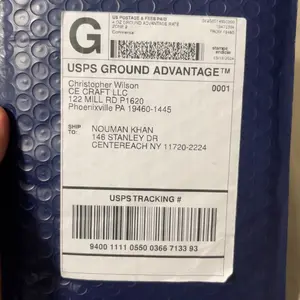 G
US POSTAGE & FEES PAID
USPS GROUND ADVANTAGE™
Christopher Wilson
CE CRAFT LLC
122 MILL RD P1620
Phoenixville PA 19460-1445
0001
SHIP
TO:
NOUMAN KHAN
146 STANLEY DR
CENTEREACH NY 11720-2224
USPS TRACKING #
9400 1111 0550 0366 7133 93